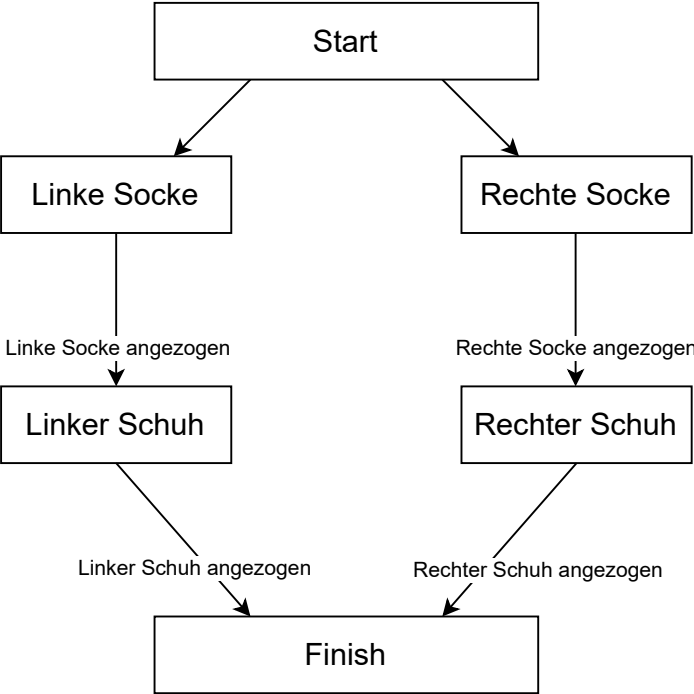 Start
Linke Socke
Rechte Socke
Linke Socke angezogen
Rechte Socke angezogen
Linker Schuh
Rechter Schuh
Linker Schuh angezogen
Rechter Schuh angezogen
Finish